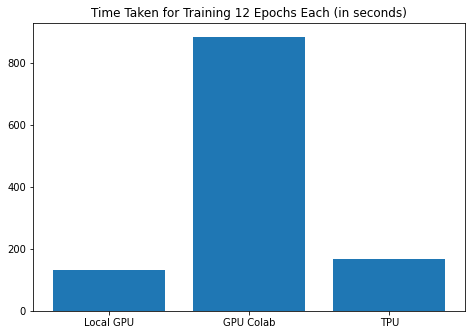 Time Taken for Training 12 Epochs Each (in seconds)
800
600
400
200
0
Local GPU
GPU Colab
TPU